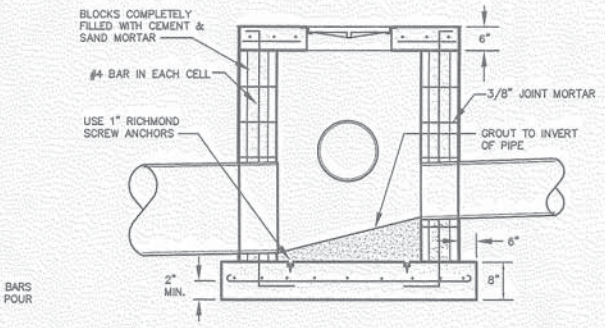 BLOCKS COMPLETELY
FILLED WITH CEMENT &
SAND MORTAR
#4 BAR IN EACH CELL
USE 1" RICHMOND
SCREW ANCHORS
6"
3/8" JOINT MORTAR
GROUT TO INVERT
OF PIPE
6"
BARS
POUR
2"
MIN.
8"